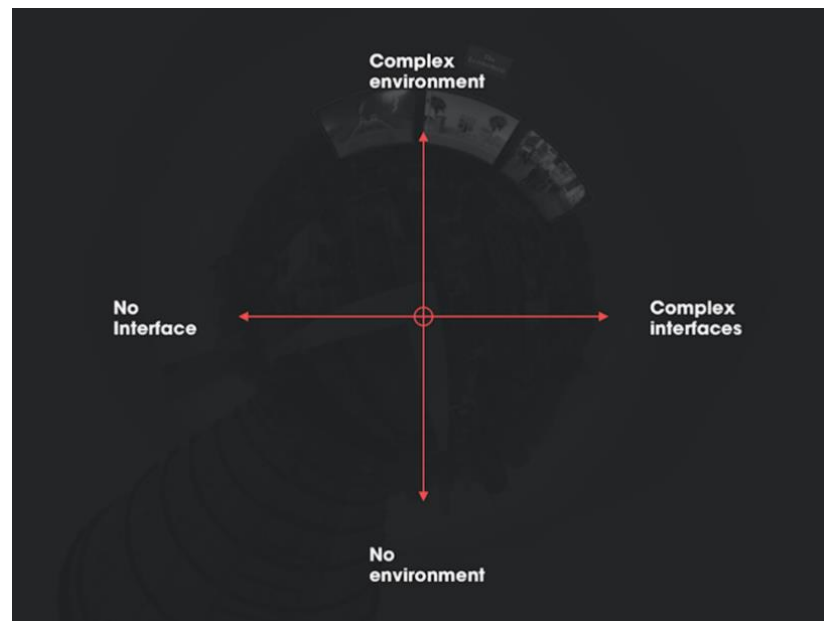 Complex
environment
No
Interface
Complex
interfaces
No
environment